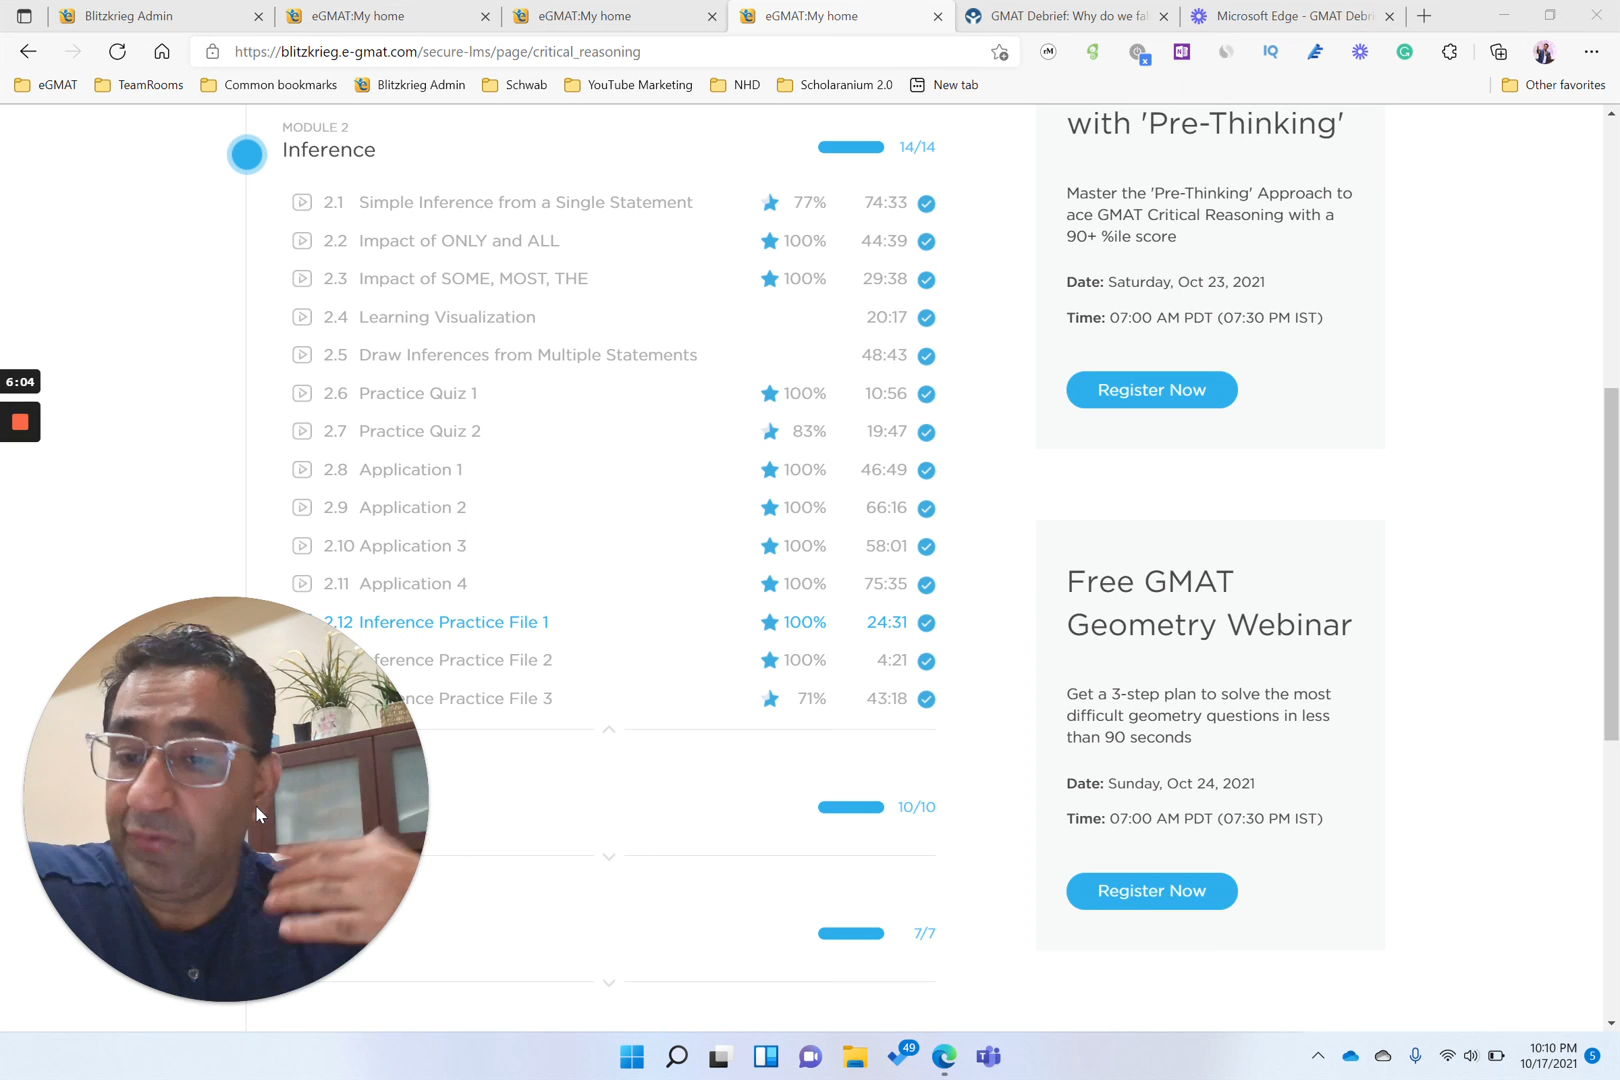 Blitzkrieg Admin
eGMAT:My home
eGMAT:My home
eGMAT:My home
GMAT Debrief: Why do we fal
Microsoft Edge - GMAT Debri
https://blitzkrieg.e-gmat.com/secure-lms/page/critical_reasoning
eGMAT
TeamRooms
Common bookmarks
Blitzkrieg Admin
Schwab
YouTube Marketing
NHD
Scholaranium 2.0
New tab
Other favorites
MODULE 2
Inference
14/14
2.1 Simple Inference from a Single Statement 77% 74:33
2.2 Impact of ONLY and ALL 100% 44:39
2.3 Impact of SOME, MOST, THE 100% 29:38
2.4 Learning Visualization 20:17
2.5 Draw Inferences from Multiple Statements 48:43
2.6 Practice Quiz 1 100% 10:56
2.7 Practice Quiz 2 83% 19:47
2.8 Application 1 100% 46:49
2.9 Application 2 100% 66:16
2.10 Application 3 100% 58:01
2.11 Application 4 100% 75:35
2.12 Inference Practice File 1 100% 24:31
ference Practice File 2 100% 4:21
nce Practice File 3 71% 43:18
10/10
7/7
6:04
with 'Pre-Thinking'
Master the 'Pre-Thinking' Approach to
ace GMAT Critical Reasoning with a
90+ %ile score
Date: Saturday, Oct 23, 2021
Time: 07:00 AM PDT (07:30 PM IST)
Register Now
Free GMAT
Geometry Webinar
Get a 3-step plan to solve the most
difficult geometry questions in less
than 90 seconds
Date: Sunday, Oct 24, 2021
Time: 07:00 AM PDT (07:30 PM IST)
Register Now
49
10:10 PM
10/17/2021
5